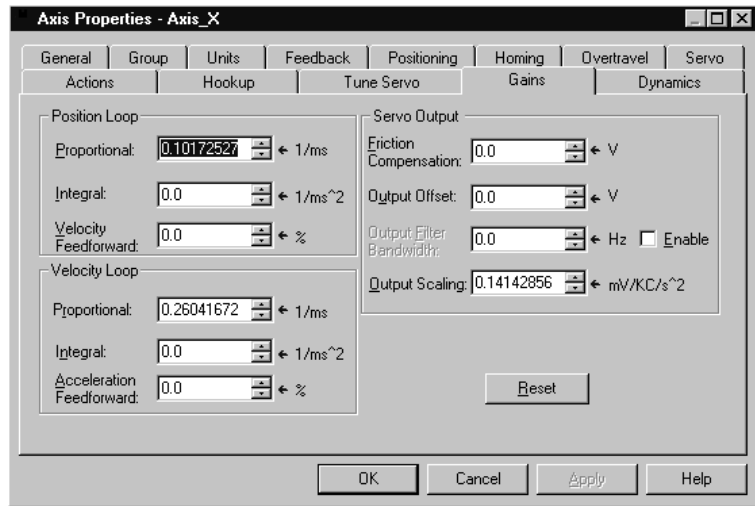 Axis Properties - Axis_X
General Group Units Feedback Positioning Homing Overtravel Servo
Actions Hookup Tune Servo Gains Dynamics
Position Loop
Proportional: 0.10172527 1/ms
Integral: 0.0 1/ms^2
Velocity
Feedforward: 0.0 %
Velocity Loop
Proportional: 0.26041672 1/ms
Integral: 0.0 1/ms^2
Acceleration
Feedforward: 0.0 %
Servo Output
Friction
Compensation: 0.0 V
Output Offset: 0.0 V
Output Filter
Bandwidth: 0.0 Hz Enable
Output Scaling: 0.14142856 mV/KC/s^2
Reset
OK Cancel Apply Help